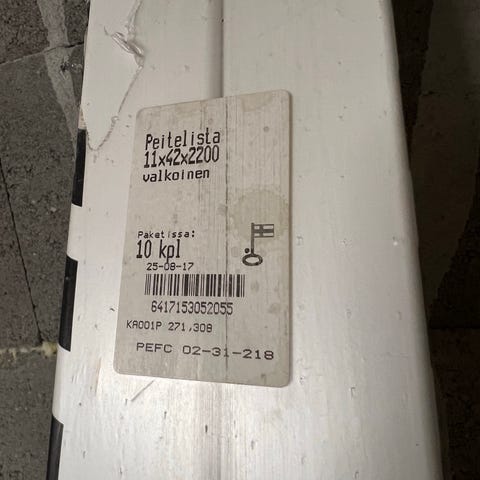 Peitelista
11x42x2200
valkoinen
Paketissa:
10 kpl
25-08-17
6417153052055
KA001P 271,308
PEFC 02-31-218